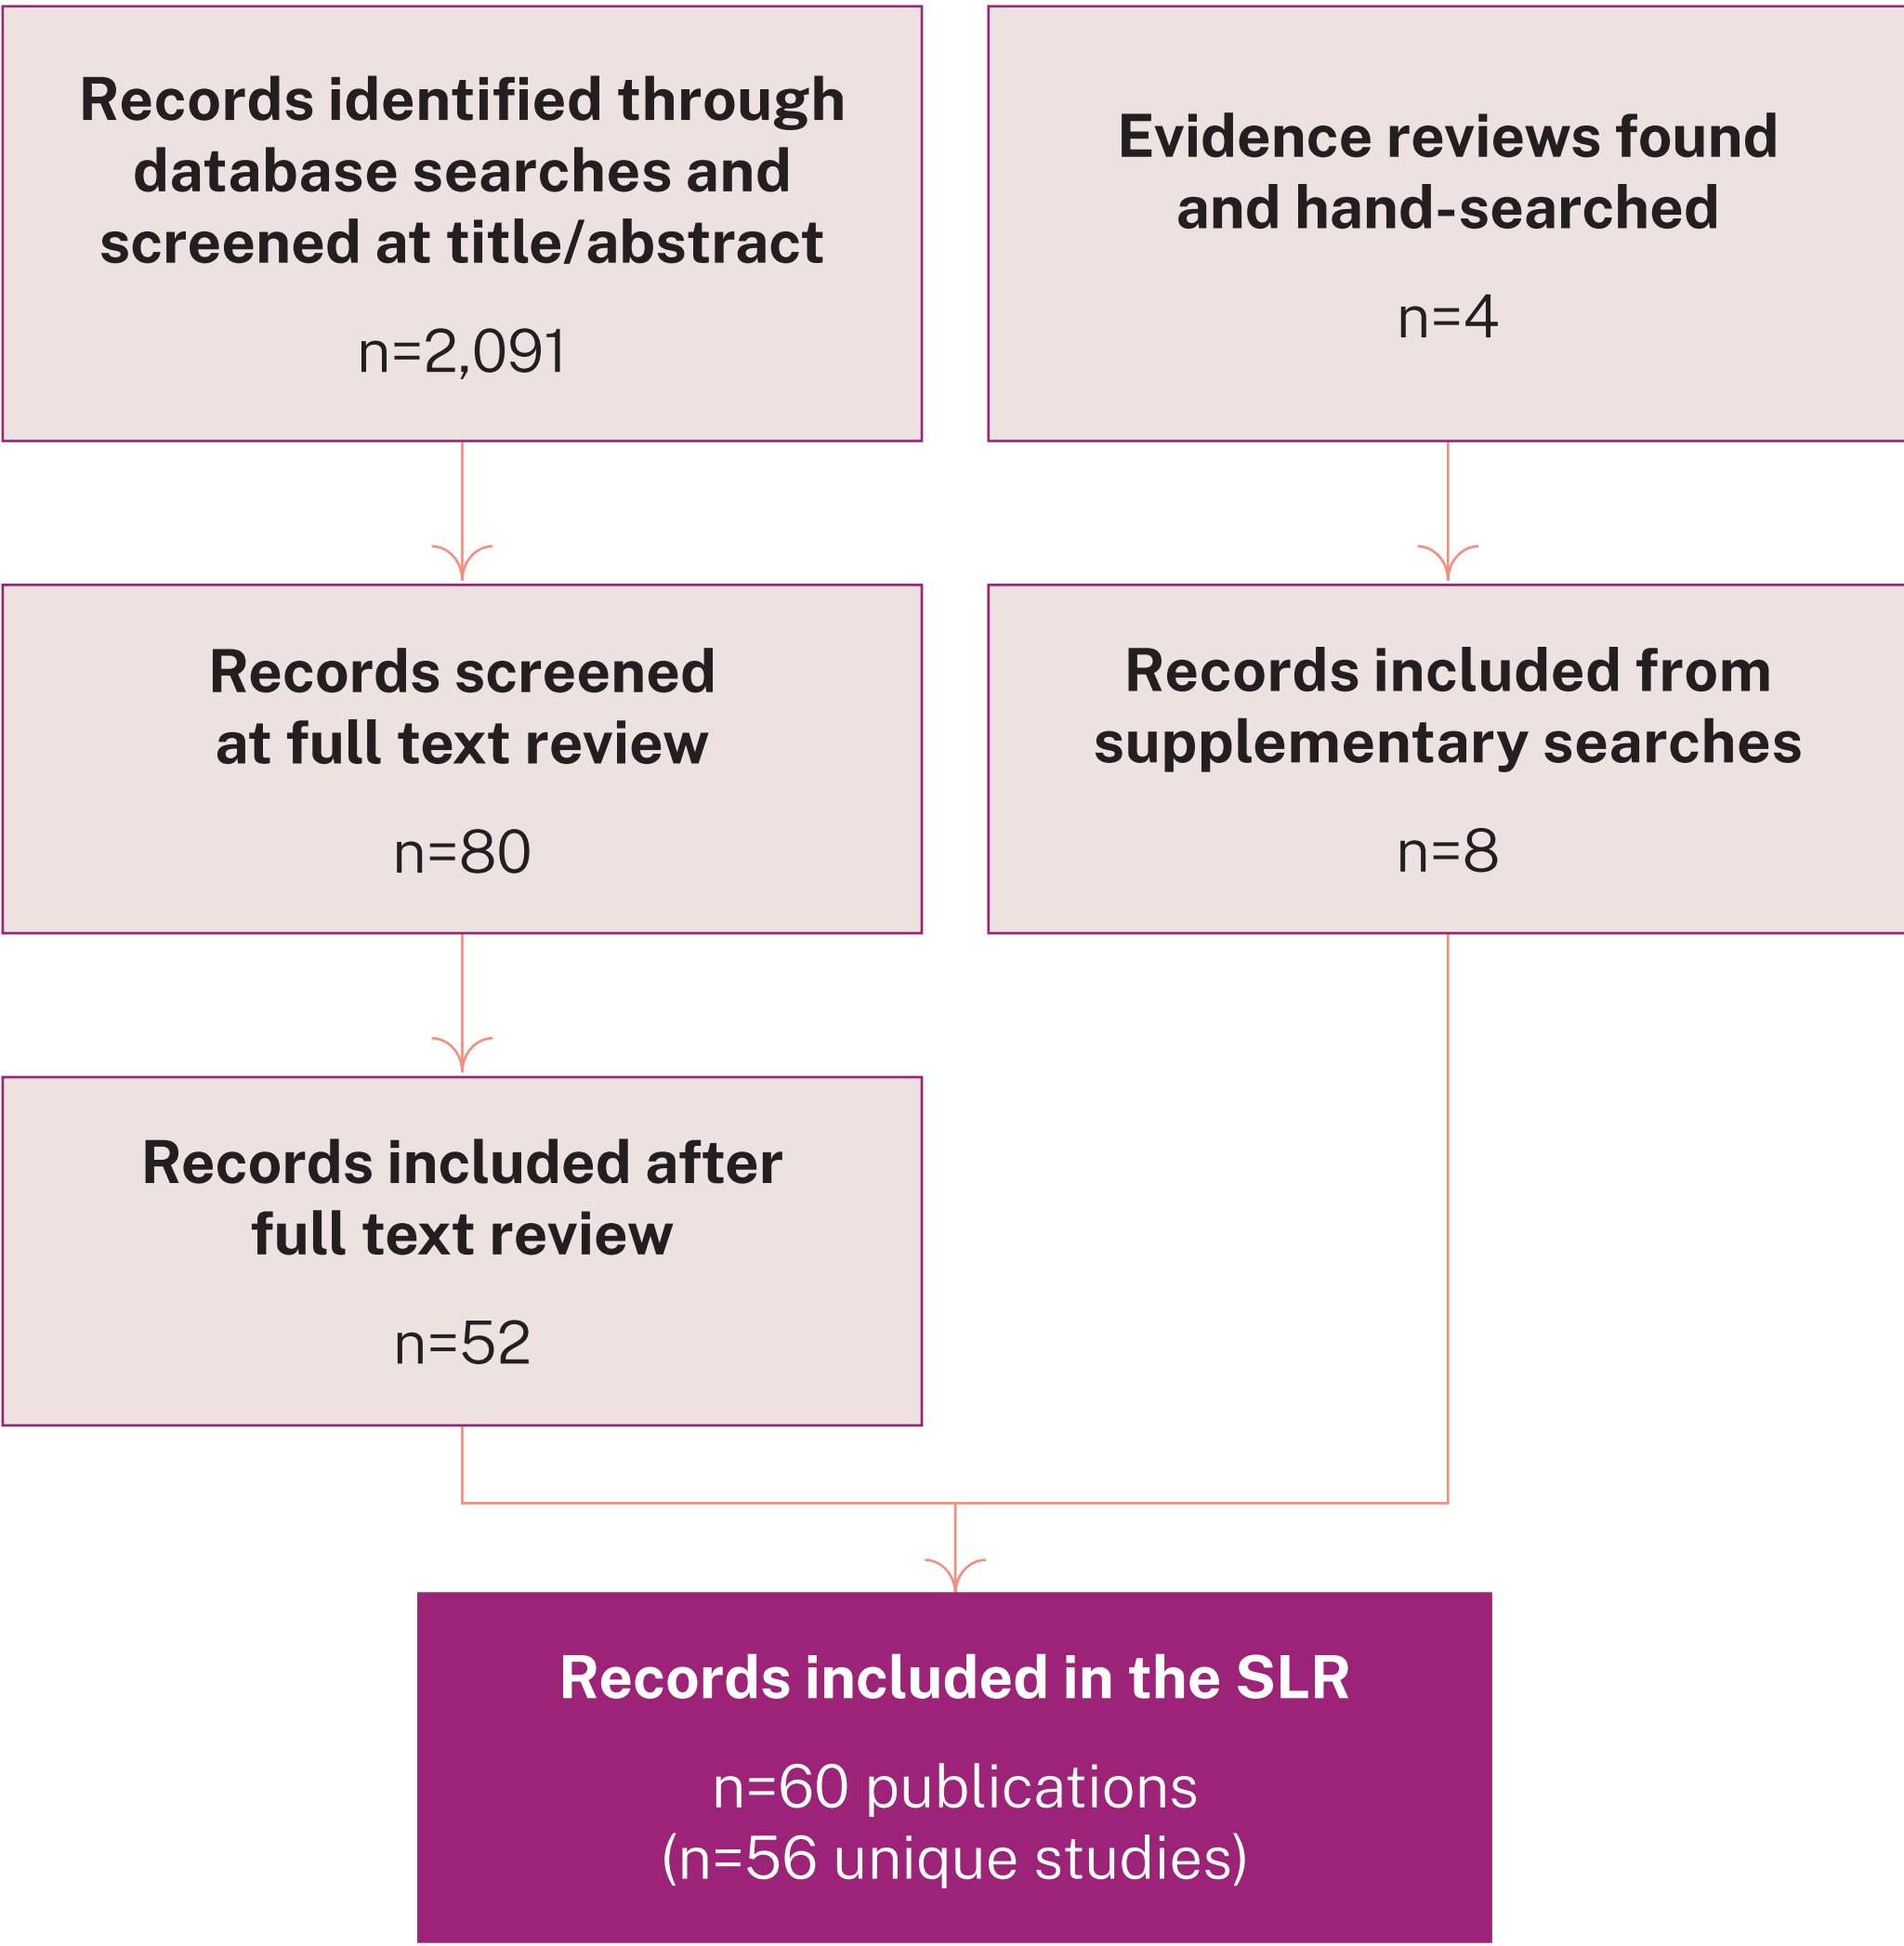 Records identified through
database searches and
screened at title/abstract
n=2,091
Evidence reviews found
and hand-searched
n=4
Records screened
at full text review
n=80
Records included from
supplementary searches
n=8
Records included after
full text review
n=52
Records included in the SLR
n=60 publications
(n=56 unique studies)